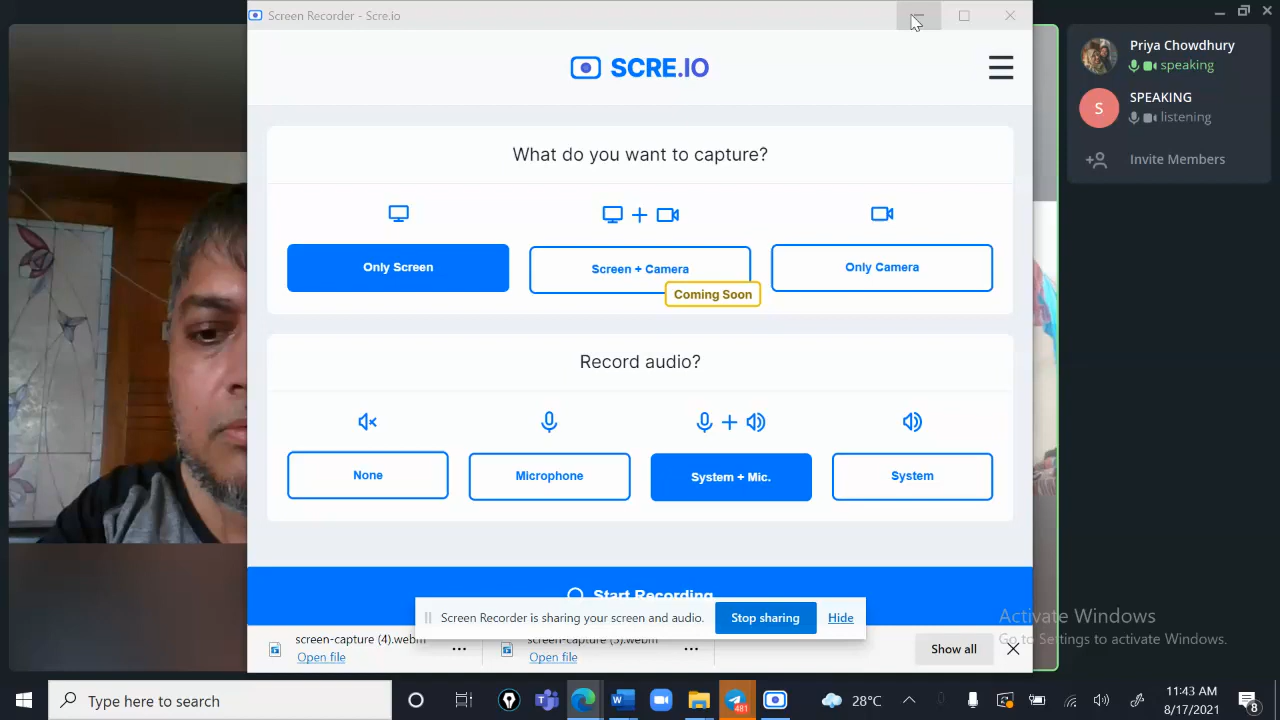 Screen Recorder - Scre.io
SCRE.IO
What do you want to capture?
Only Screen
Screen + Camera
Only Camera
Coming Soon
Record audio?
None
Microphone
System + Mic.
System
Start Recording
Screen Recorder is sharing your screen and audio.
Stop sharing
Hide
screen-capture (4).webm
Open file
screen-capture (3).webm
Open file
Show all
Priya Chowdhury
speaking
S
SPEAKING
listening
Invite Members
Activate Windows
Go to Settings to activate Windows.
Type here to search
481
28°C
11:43 AM
8/17/2021
8